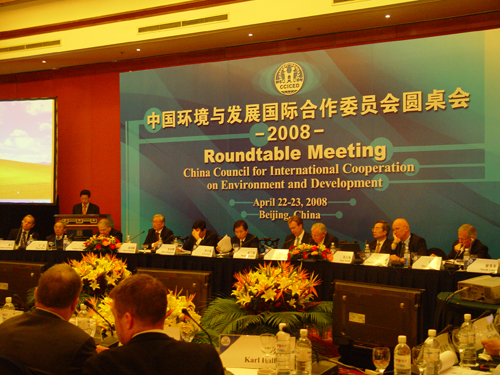 CCICED
中国环境与发展国际合作委员会圆桌会
-2008-
Roundtable Meeting
China Council for International Cooperation
on Environment and Development
April 22-23, 2008
Beijing, China